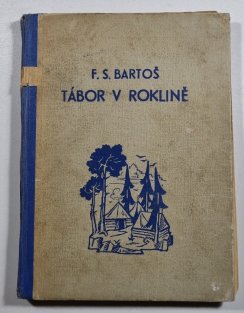 F. S. BARTOŠ
TÁBOR V ROKLINĚ